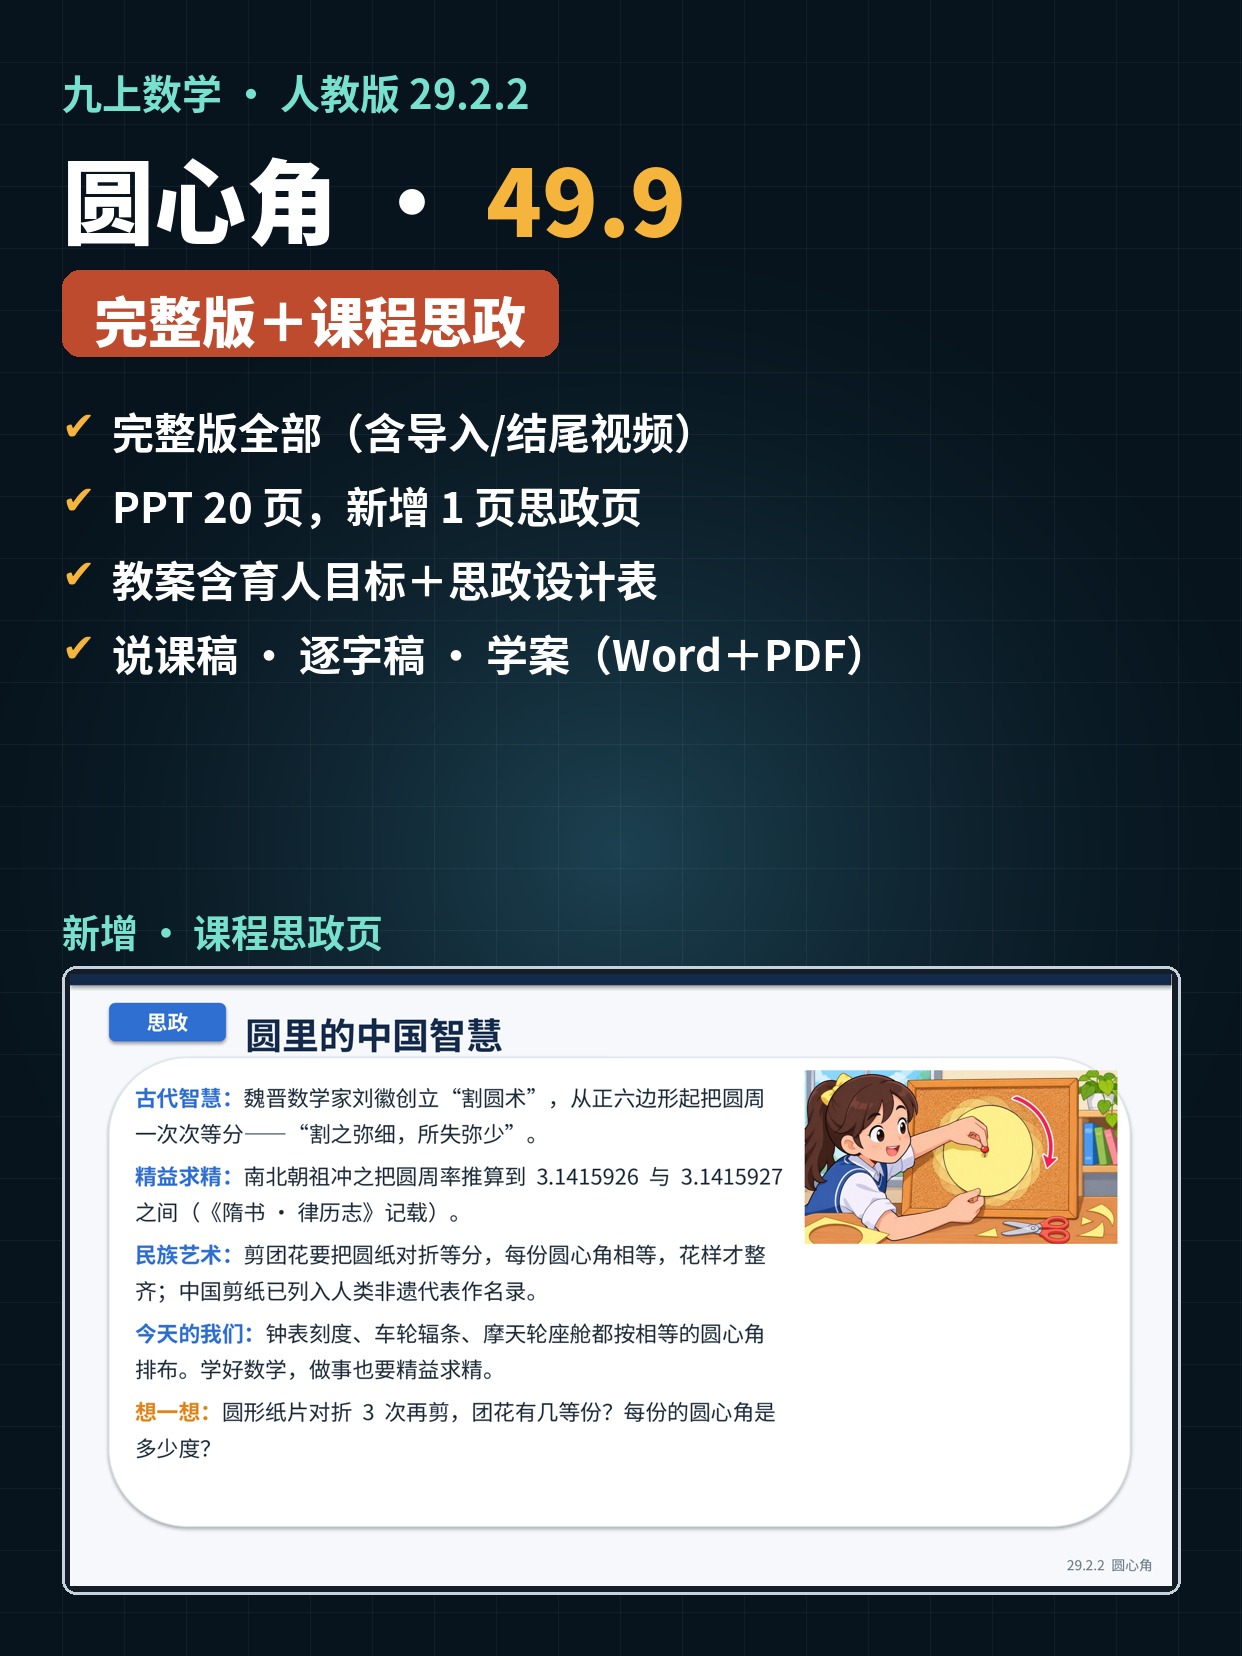 九上数学 · 人教版 29.2.2
圆心角 · 49.9
完整版＋课程思政
✔ 完整版全部（含导入/结尾视频）
✔ PPT 20 页，新增 1 页思政页
✔ 教案含育人目标＋思政设计表
✔ 说课稿 · 逐字稿 · 学案（Word＋PDF）
新增 · 课程思政页
思政
圆里的中国智慧
古代智慧：魏晋数学家刘徽创立“割圆术”，从正六边形起把圆周
一次次等分——“割之弥细，所失弥少”。
精益求精：南北朝祖冲之把圆周率推算到 3.1415926 与 3.1415927
之间（《隋书 · 律历志》记载）。
民族艺术：剪团花要把圆纸对折等分，每份圆心角相等，花样才整
齐；中国剪纸已列入人类非遗代表作名录。
今天的我们：钟表刻度、车轮辐条、摩天轮座舱都按相等的圆心角
排布。学好数学，做事也要精益求精。
想一想：圆形纸片对折 3 次再剪，团花有几等份？每份的圆心角是
多少度？
29.2.2 圆心角